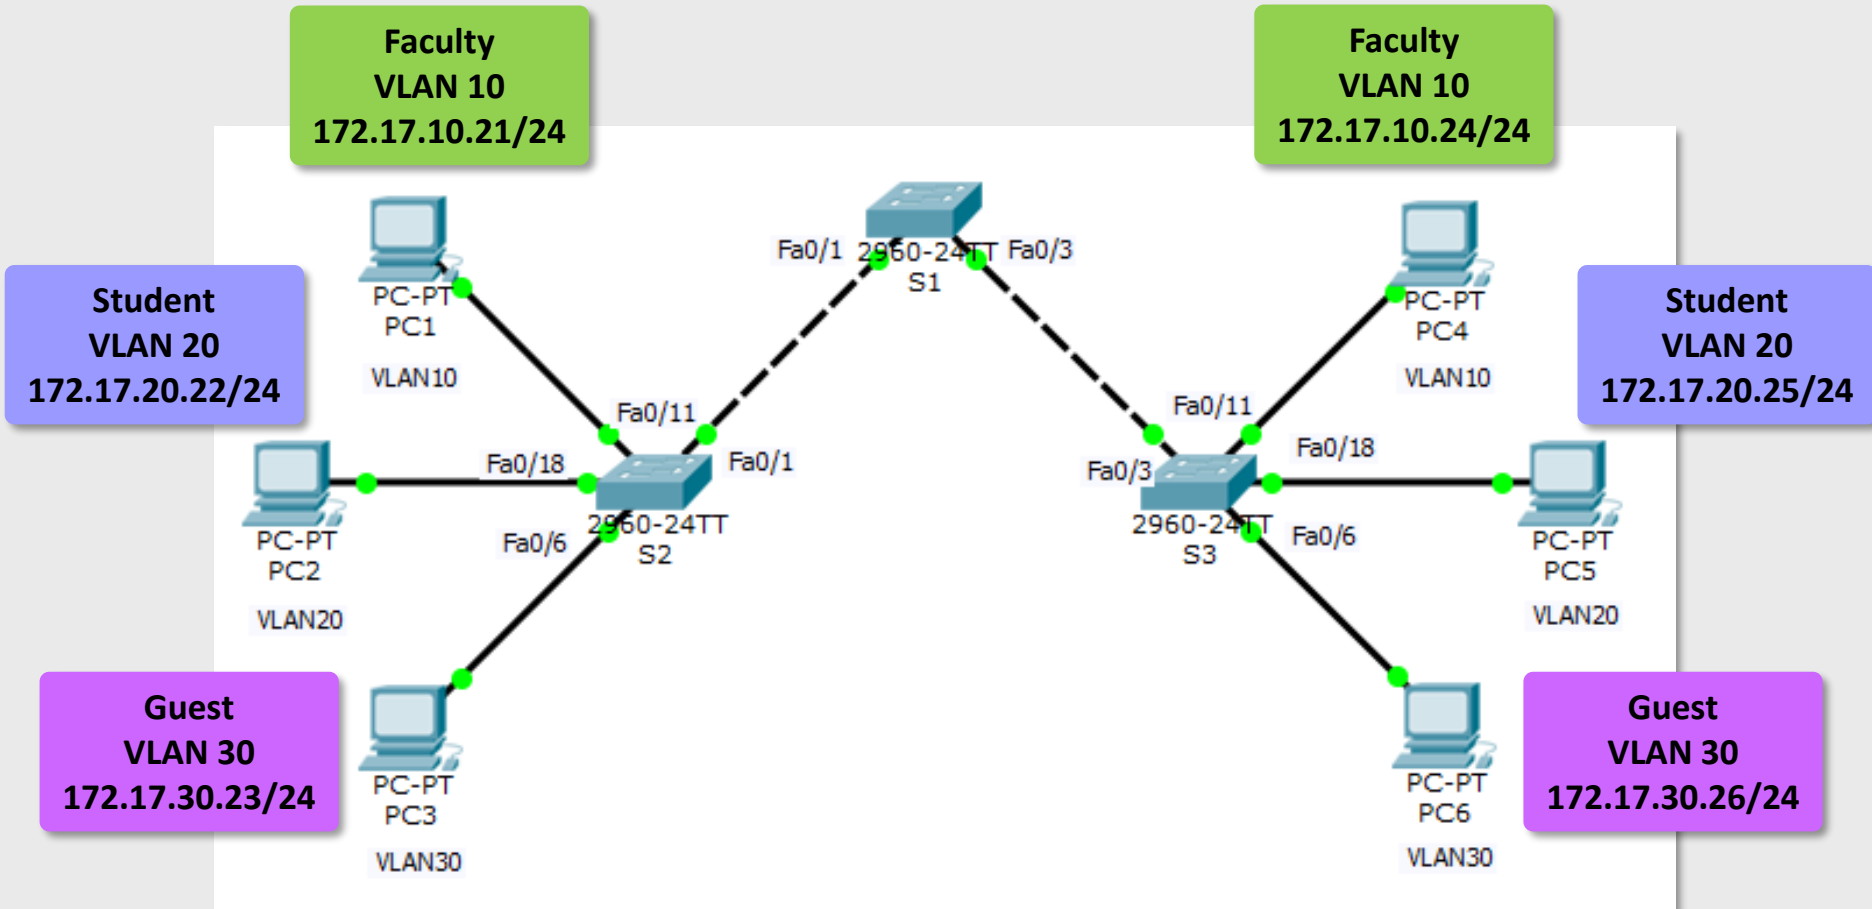 Faculty
VLAN 10
172.17.10.21/24
Faculty
VLAN 10
172.17.10.24/24
Fa0/1
2960-24TT
S1
Fa0/3
PC-PT
PC1
VLAN10
PC-PT
PC4
VLAN10
Student
VLAN 20
172.17.20.22/24
Student
VLAN 20
172.17.20.25/24
Fa0/11
Fa0/18
Fa0/1
Fa0/6
2960-24TT
S2
Fa0/11
Fa0/18
Fa0/3
2960-24TT
S3
Fa0/6
PC-PT
PC2
VLAN20
PC-PT
PC5
VLAN20
Guest
VLAN 30
172.17.30.23/24
PC-PT
PC3
VLAN30
PC-PT
PC6
VLAN30
Guest
VLAN 30
172.17.30.26/24